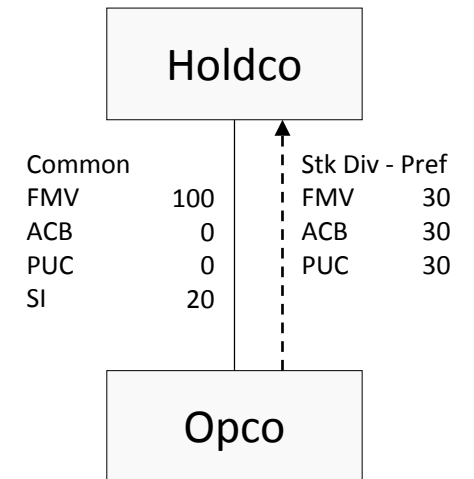 Holdco
Common
FMV 100
ACB 0
PUC 0
SI 20
Stk Div - Pref
FMV 30
ACB 30
PUC 30
Opco